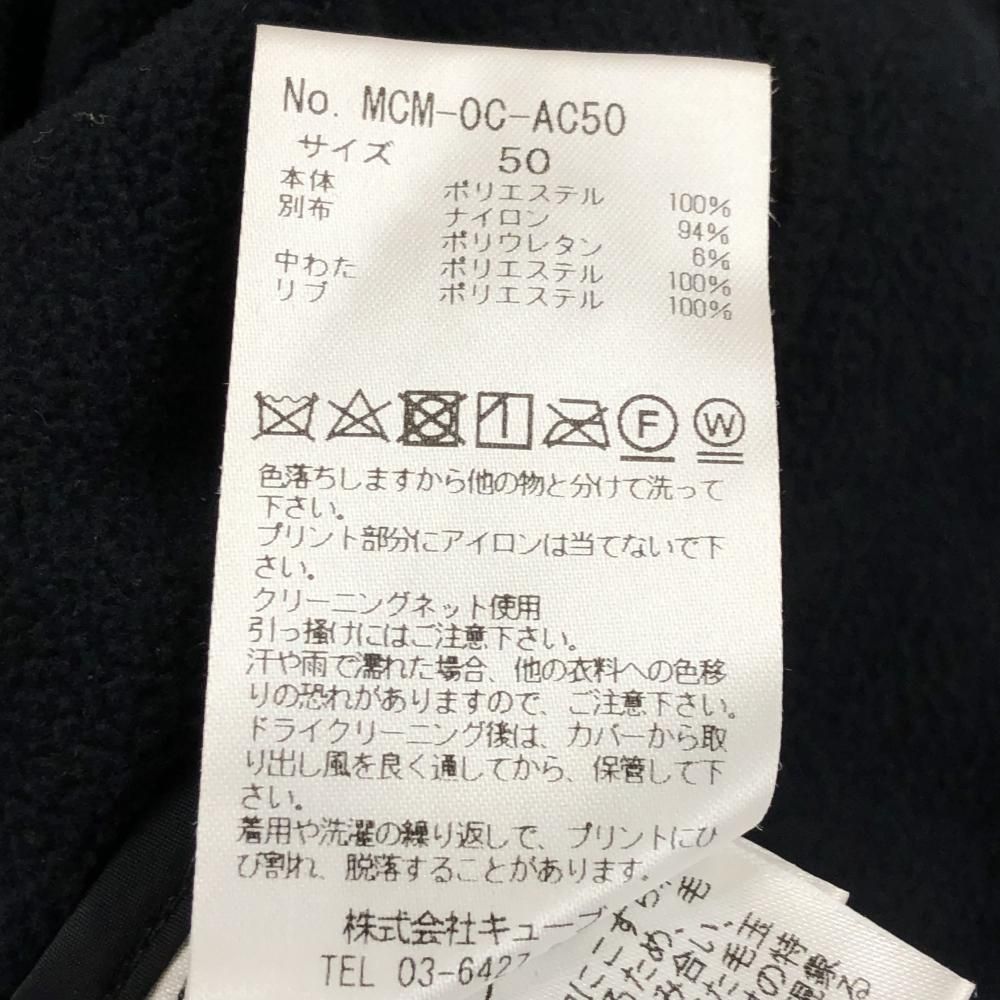 No. MCM-OC-AC50
サイズ 50
本体 ポリエステル 100%
別布 ナイロン 94%
ポリウレタン 6%
中わた ポリエステル 100%
リブ ポリエステル 100%
F W
色落ちしますから他の物と分けて洗って
下さい。
プリント部分にアイロンは当てないで下
さい。
クリーニングネット使用
引っ掻けにはご注意下さい。
汗や雨で濡れた場合、他の衣料への色移
りの恐れがありますので、ご注意下さい。
ドライクリーニング後は、カバーから取
り出し風を良く通してから、保管して下
さい。
着用や洗濯の繰り返しで、プリントにひ
び割れ、脱落することがあります。
株式会社キューブ
TEL 03-6427